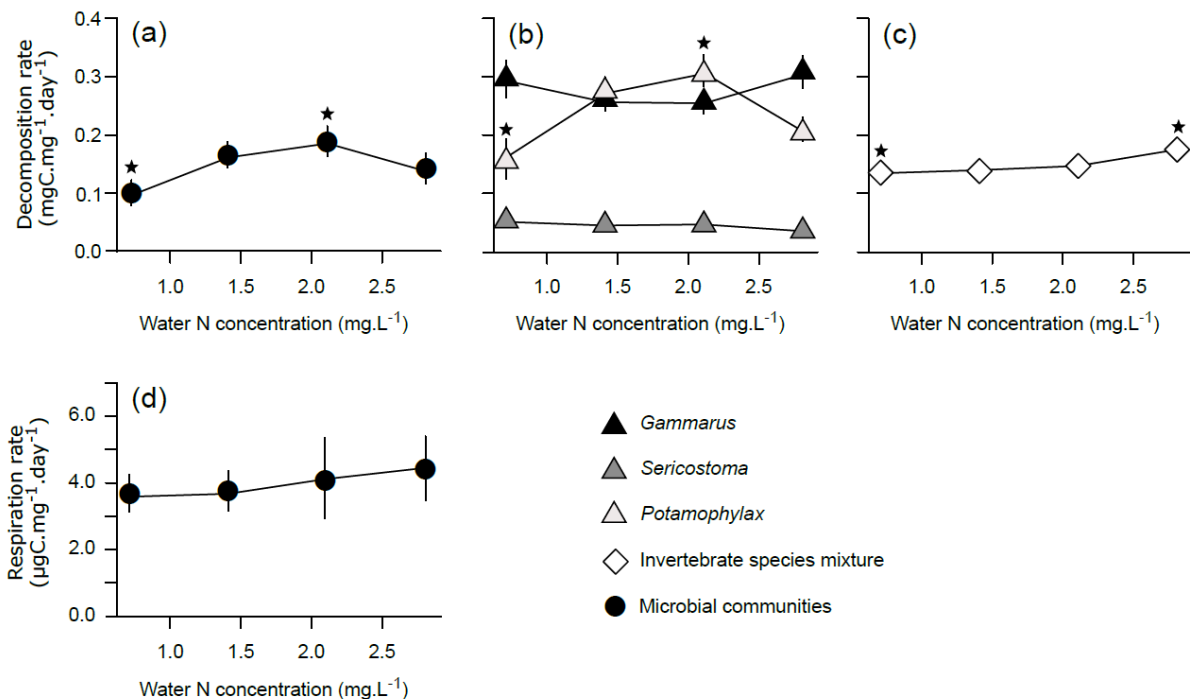 (a)
(b)
(c)
Decomposition rate
(mgC.mg⁻¹.day⁻¹)
0.4
0.3
0.2
0.1
0.0
1.0 1.5 2.0 2.5
1.0 1.5 2.0 2.5
1.0 1.5 2.0 2.5
Water N concentration (mg.L⁻¹)
Water N concentration (mg.L⁻¹)
Water N concentration (mg.L⁻¹)
(d)
Respiration rate
(µgC.mg⁻¹.day⁻¹)
6.0
4.0
2.0
0.0
1.0 1.5 2.0 2.5
Water N concentration (mg.L⁻¹)
Gammarus
Sericostoma
Potamophylax
Invertebrate species mixture
Microbial communities